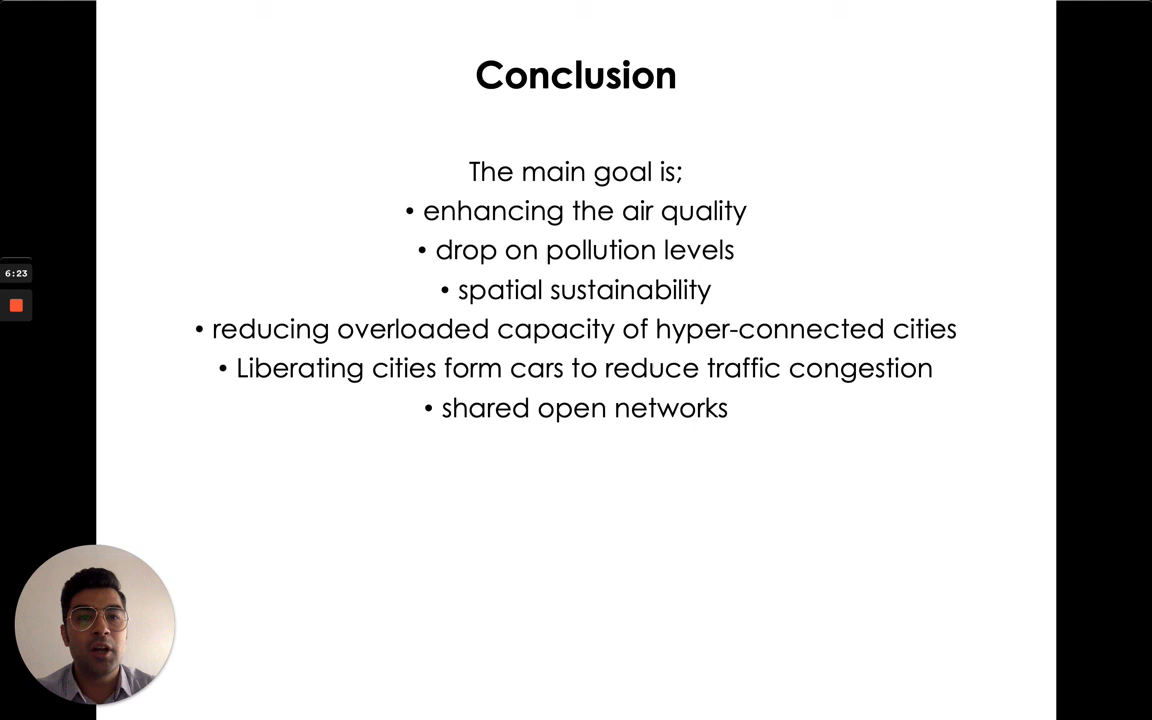 Conclusion
The main goal is;
• enhancing the air quality
• drop on pollution levels
• spatial sustainability
• reducing overloaded capacity of hyper-connected cities
• Liberating cities form cars to reduce traffic congestion
• shared open networks
6:23